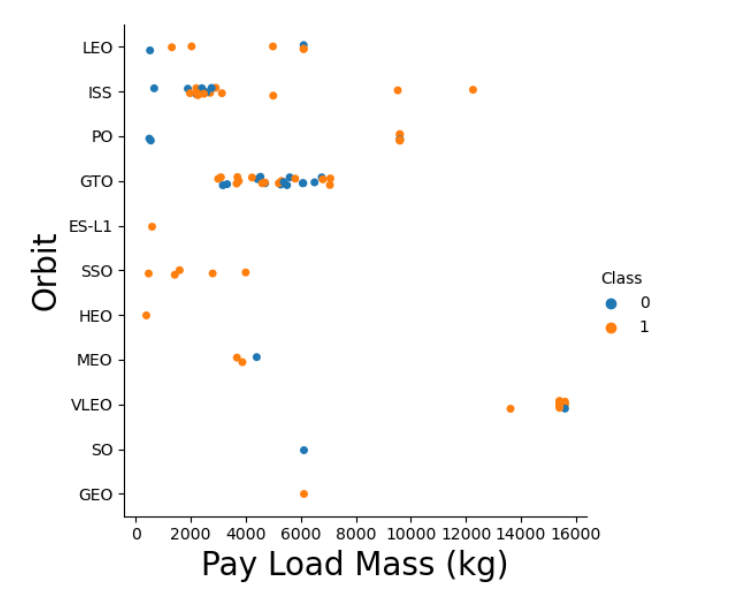 LEO
ISS
PO
GTO
ES-L1
SSO
HEO
MEO
VLEO
SO
GEO
Orbit
0 2000 4000 6000 8000 10000 12000 14000 16000
Pay Load Mass (kg)
Class
0
1